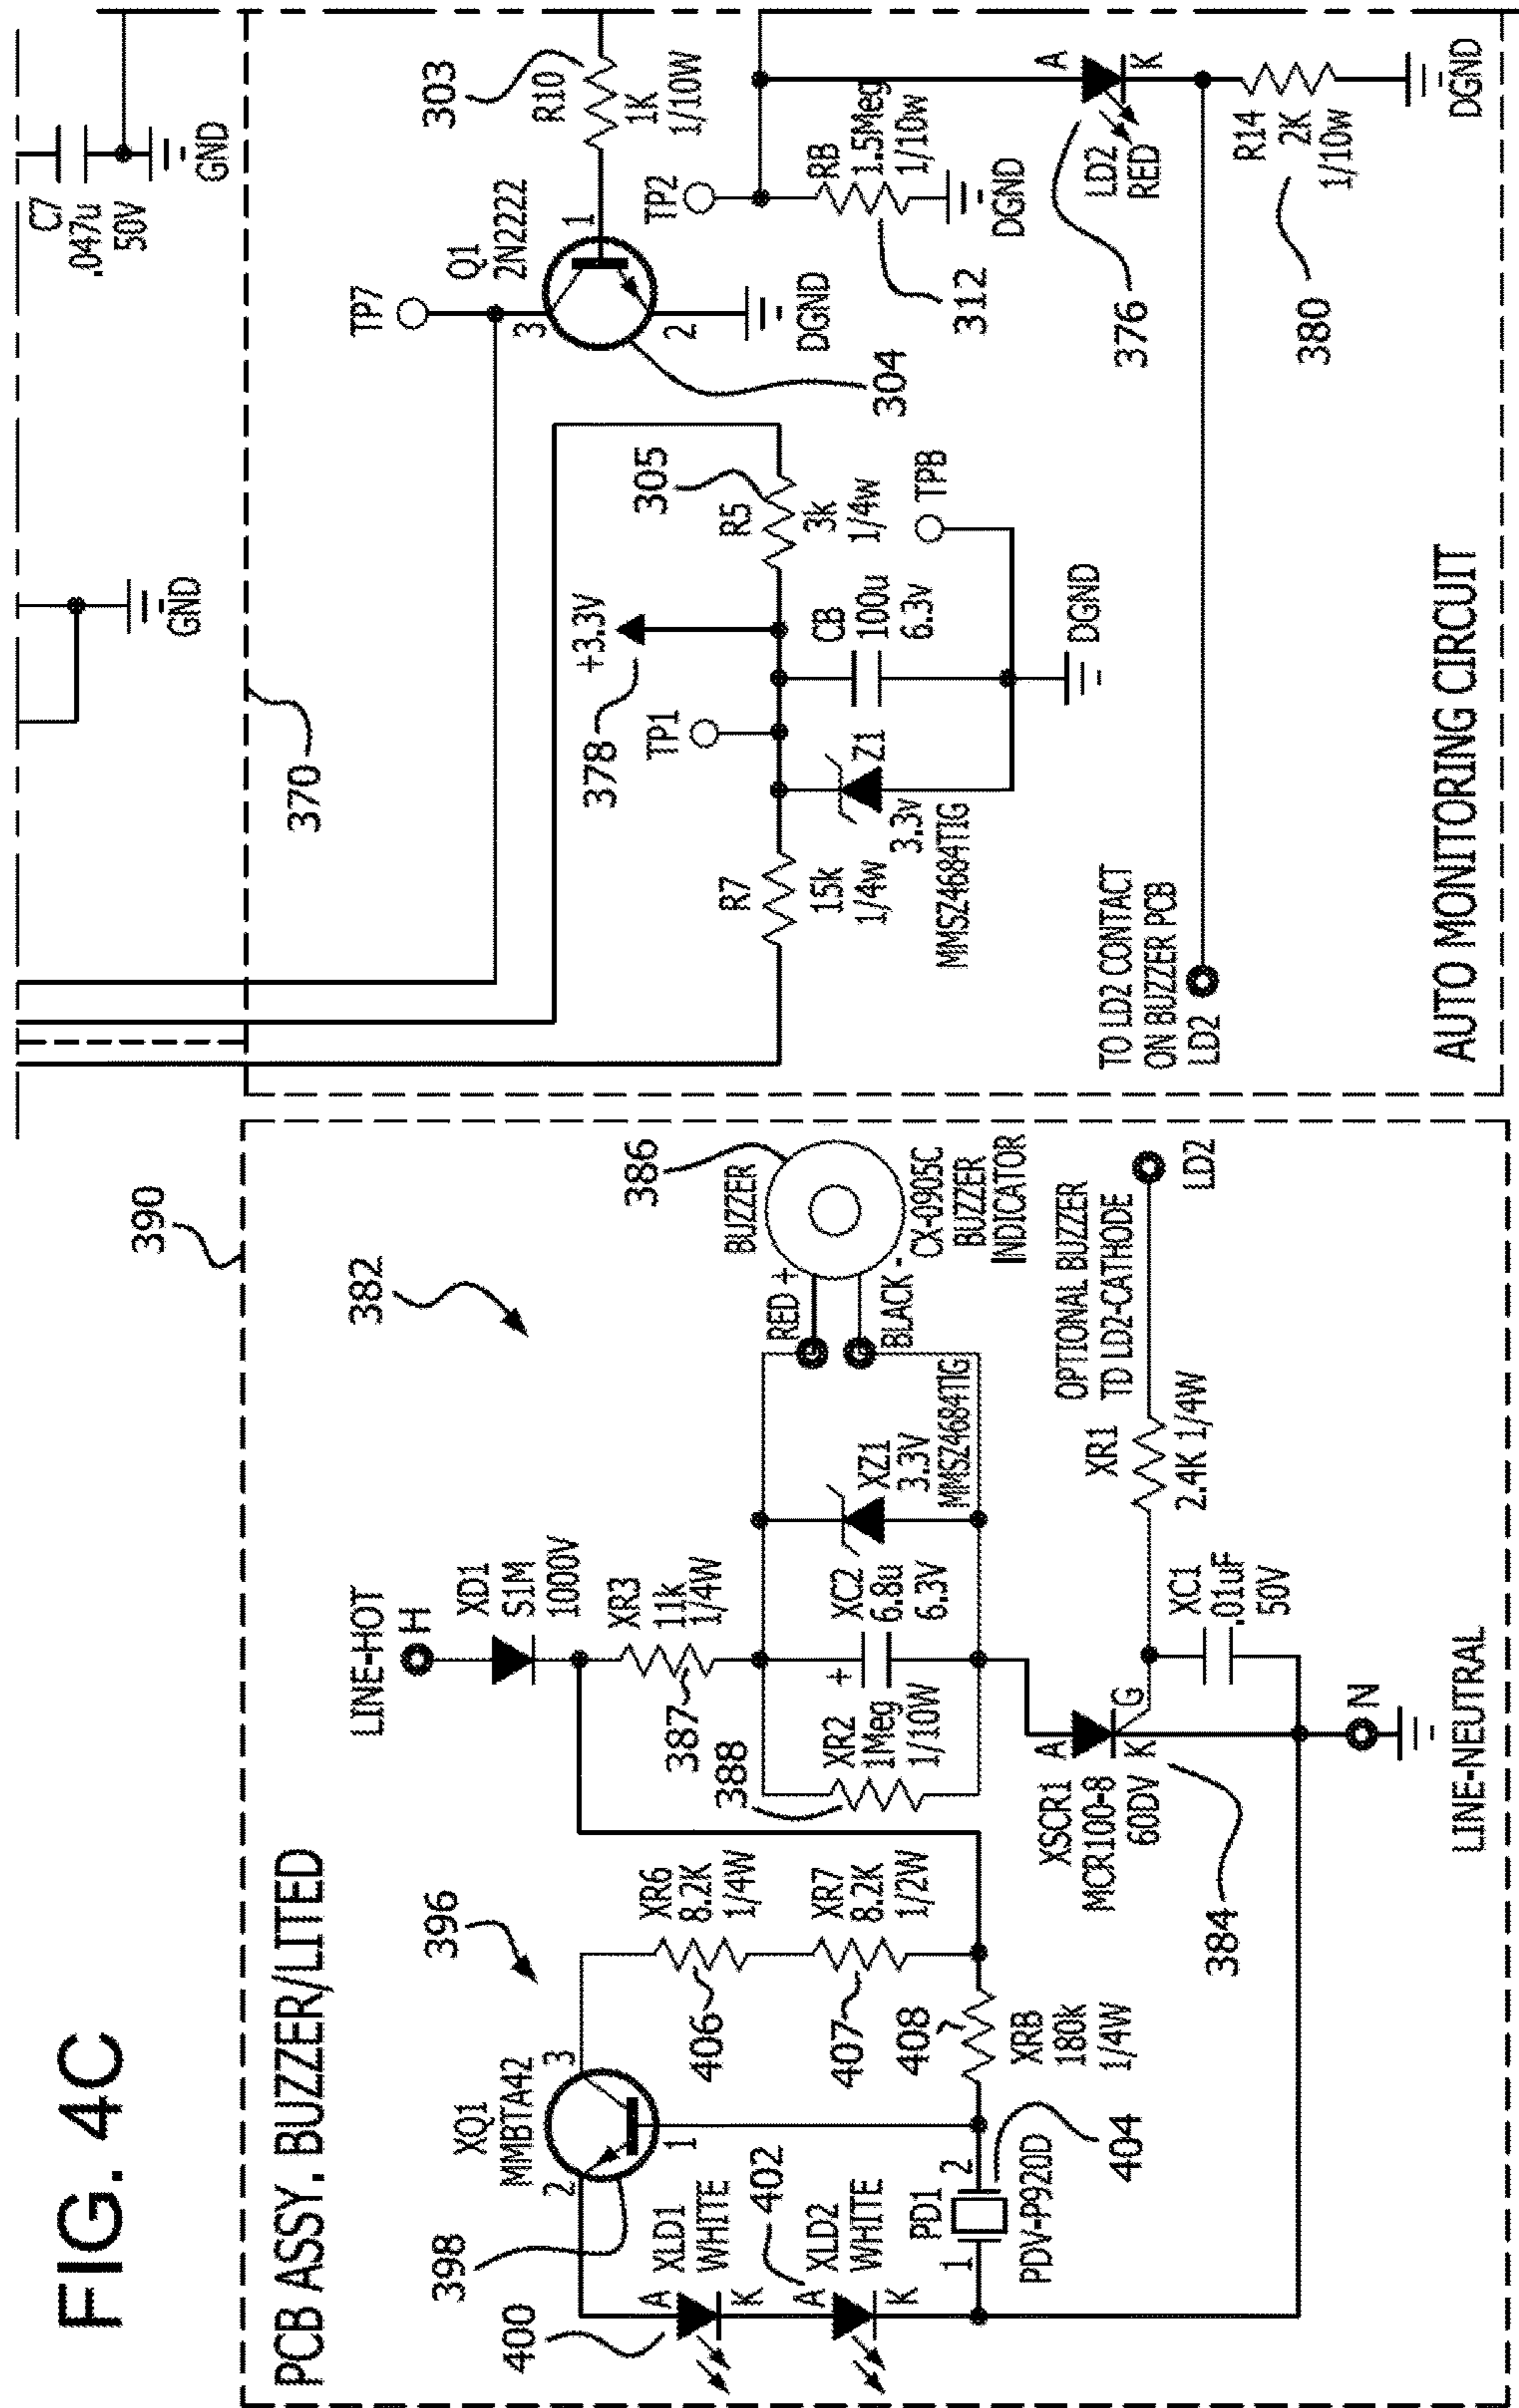 FIG. 4C
PCB ASSY. BUZZER/LITED
390
382
396
398
XQ1
MMBTA42
2
3
1
400
A
XLD1
WHITE
K
402
A
XLD2
WHITE
K
406
XR6
8.2K
1/4W
407
XR7
8.2K
1/2W
408
XRB
180k
1/4W
PD1
1
2
PDV-P920D
404
LINE-HOT
H
XD1
S1M
1000V
XR3
11k
1/4W
387
388
XR2
1Meg
1/10W
+
XC2
6.8u
6.3V
XZ1
3.3V
MMSZ4684TIG
RED +
BLACK -
BUZZER
386
CX-0905C
BUZZER
INDICATOR
OPTIONAL BUZZER
TD LD2-CATHODE
LD2
XR1
2.4K 1/4W
XSCR1
MCR100-8
60DV
A
K
G
384
XC1
.01uF
50V
N
LINE-NEUTRAL
C7
.047u
50V
GND
GND
370
TP7
Q1
2N2222
3
1
2
DGND
304
303
R10
1K
1/10W
305
R5
3k
1/4w
+3.3V
378
TP1
R7
15k
1/4w
Z1
3.3v
MMSZ4684TIG
CB
100u
6.3v
TPB
DGND
TP2
RB
1.5Meg
1/10w
312
DGND
A
K
LD2
RED
376
R14
2K
1/10w
380
DGND
TO LD2 CONTACT
ON BUZZER PCB
LD2
AUTO MONITORING CIRCUIT